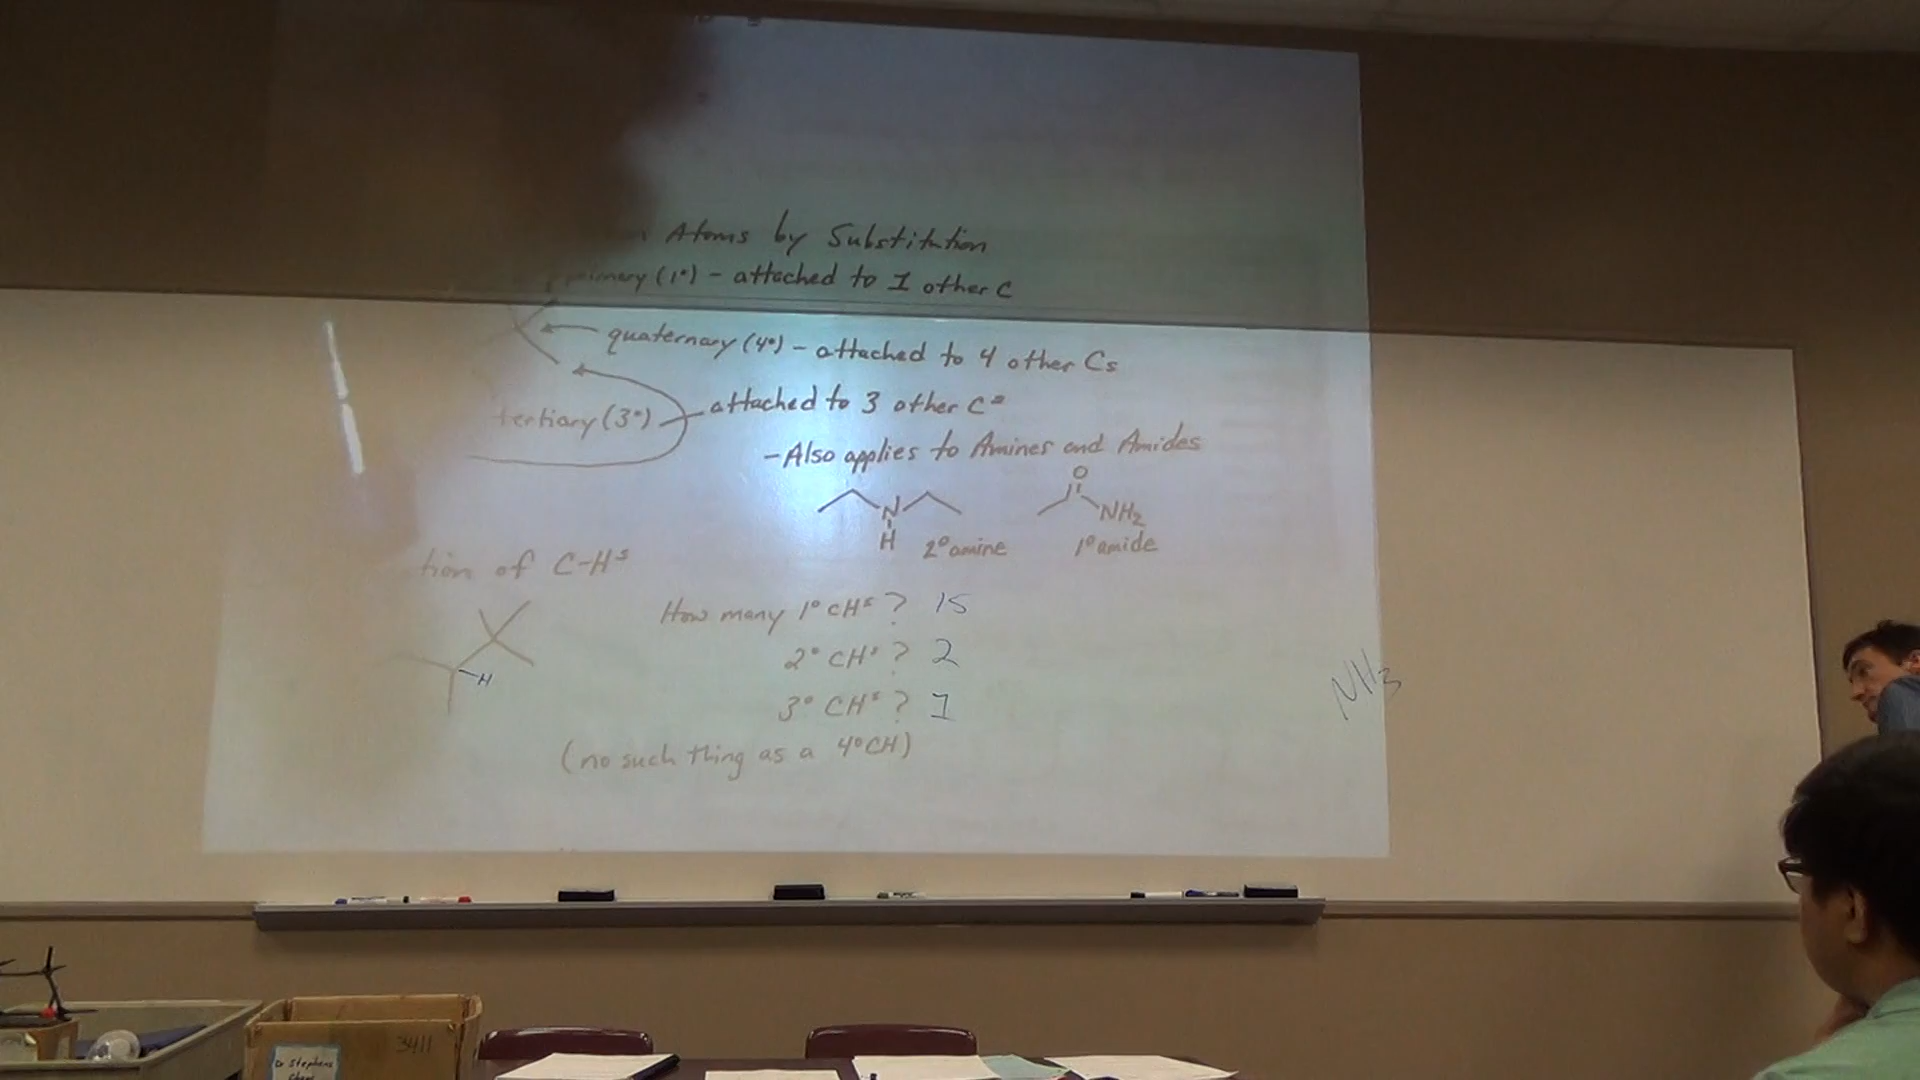 Atoms by Substitution
primary (1°) - attached to 1 other C
quaternary (4°) - attached to 4 other Cs
tertiary (3°) attached to 3 other Cs
- Also applies to Amines and Amides
O
N
NH2
H 2° amine 1° amide
tion of C-Hs
How many 1° CHs? 15
2° CHs? 2
H
NH3
3° CHs? 1
(no such thing as a 4° CH)
3411
Dr Stephens